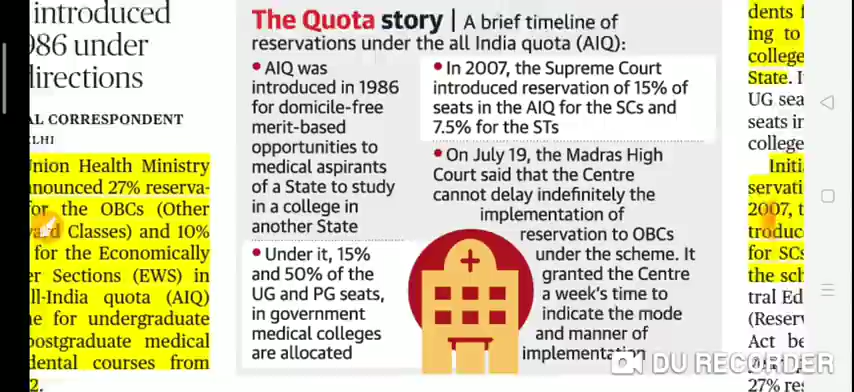 introduced
986 under
directions
AL CORRESPONDENT
ELHI
Union Health Ministry
announced 27% reserva-
for the OBCs (Other
Classes) and 10%
for the Economically
er Sections (EWS) in
ll-India quota (AIQ)
for undergraduate
postgraduate medical
dental courses from
2.
The Quota story | A brief timeline of
reservations under the all India quota (AIQ):
• AIQ was
introduced in 1986
for domicile-free
merit-based
opportunities to
medical aspirants
of a State to study
in a college in
another State
• Under it, 15%
and 50% of the
UG and PG seats,
in government
medical colleges
are allocated
• In 2007, the Supreme Court
introduced reservation of 15% of
seats in the AIQ for the SCs and
7.5% for the STs
• On July 19, the Madras High
Court said that the Centre
cannot delay indefinitely the
implementation of
reservation to OBCs
under the scheme. It
granted the Centre
a week's time to
indicate the mode
and manner of
implementation
dents f
ing to
college
State. I
UG sea
seats in
college
Initi
servati
2007, t
troduc
for SCs
the sch
tral Ed
(Reserv
Act be
27% res
DU RECORDER